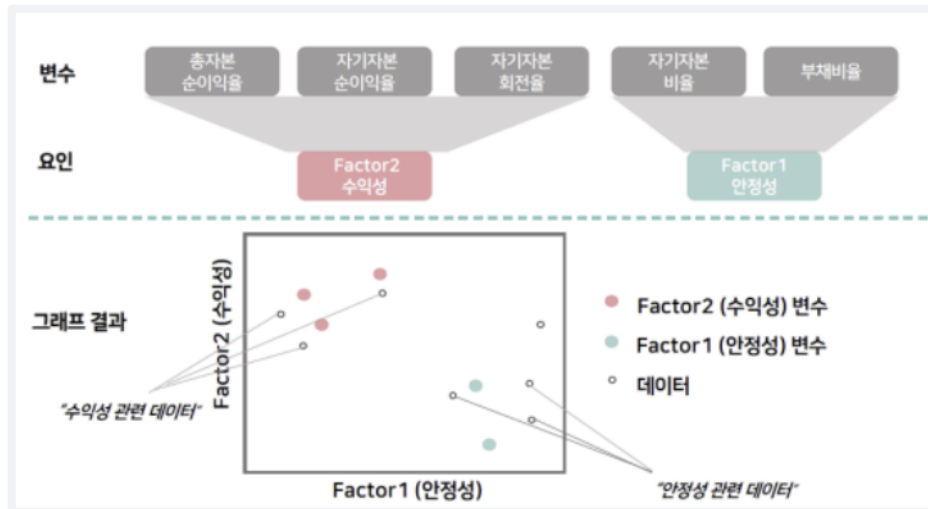 변수
총자본
순이익율
자기자본
순이익율
자기자본
회전율
자기자본
비율
부채비율
요인
Factor2
수익성
Factor1
안정성
그래프 결과
Factor2 (수익성)
Factor2 (수익성) 변수
Factor1 (안정성) 변수
데이터
"수익성 관련 데이터"
Factor1 (안정성)
"안정성 관련 데이터"